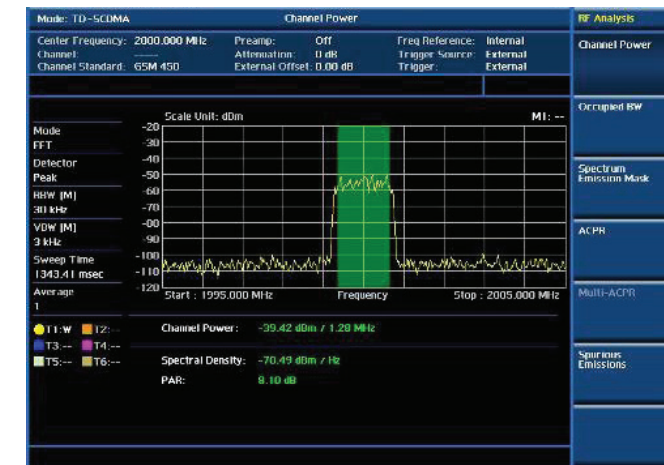 Mode: TD-SCDMA Channel Power RF Analysis
Center Frequency: 2000.000 MHz Preamp: Off Freq Reference: Internal
Channel: ----- Attenuation: 0 dB Trigger Source: External
Channel Standard: GSM 450 External Offset: 0.00 dB Trigger: External
Channel Power
Occupied BW
Spectrum
Emission Mask
ACPR
Multi-ACPR
Spurious
Emissions
Scale Unit: dBm M1: --
Mode
FFT
Detector
Peak
RBW [M]
30 kHz
VBW [M]
3 kHz
Sweep Time
1343.41 msec
Average
1
-20
-30
-40
-50
-60
-70
-80
-90
-100
-110
-120
Start : 1995.000 MHz Frequency Stop : 2005.000 MHz
T1:W T2:--
T3:-- T4:--
T5:-- T6:--
Channel Power: -39.42 dBm / 1.28 MHz
Spectral Density: -70.49 dBm / Hz
PAR: 8.10 dB